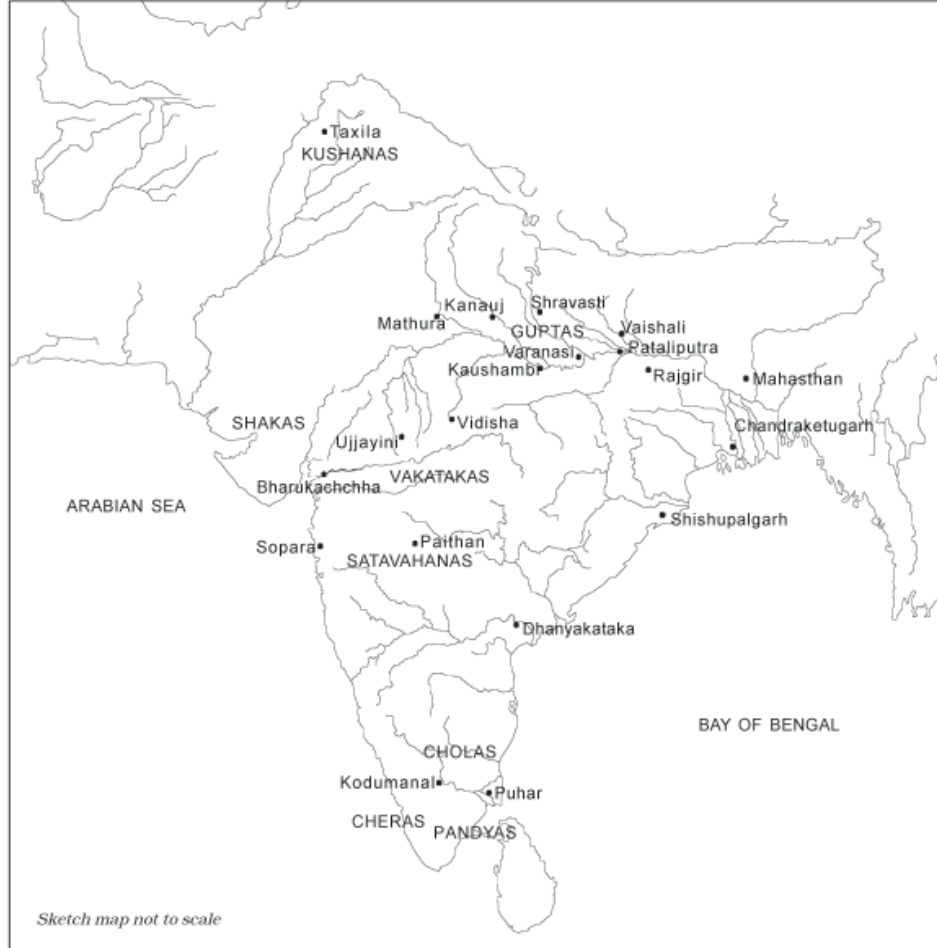 Taxila
KUSHANAS
Kanauj
Shravasti
Mathura
GUPTAS
Vaishali
Varanasi
Pataliputra
Kaushambi
Rajgir
Mahasthan
SHAKAS
Vidisha
Chandraketugarh
Ujjayini
VAKATAKAS
Bharukachchha
ARABIAN SEA
Shishupalgarh
Sopara
Paithan
SATAVAHANAS
Dhanyakataka
BAY OF BENGAL
CHOLAS
Kodumanal
Puhar
CHERAS
PANDYAS
Sketch map not to scale